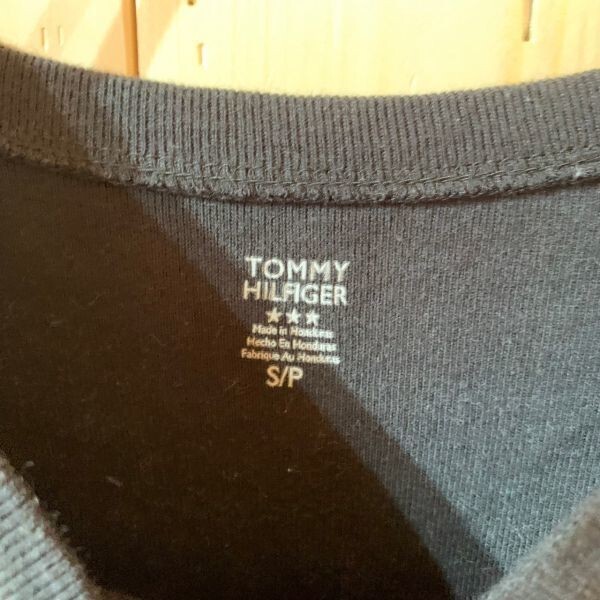 TOMMY
HILFIGER
★★★
Made in Honduras
Hecho En Honduras
Fabrique Au Honduras
S/P